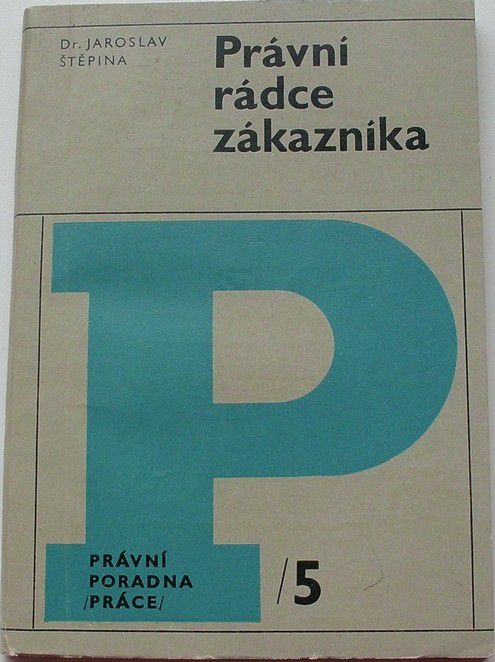 Dr. JAROSLAV
ŠTĚPINA
Právní
rádce
zákazníka
P
PRÁVNÍ
PORADNA
/PRÁCE/
/5